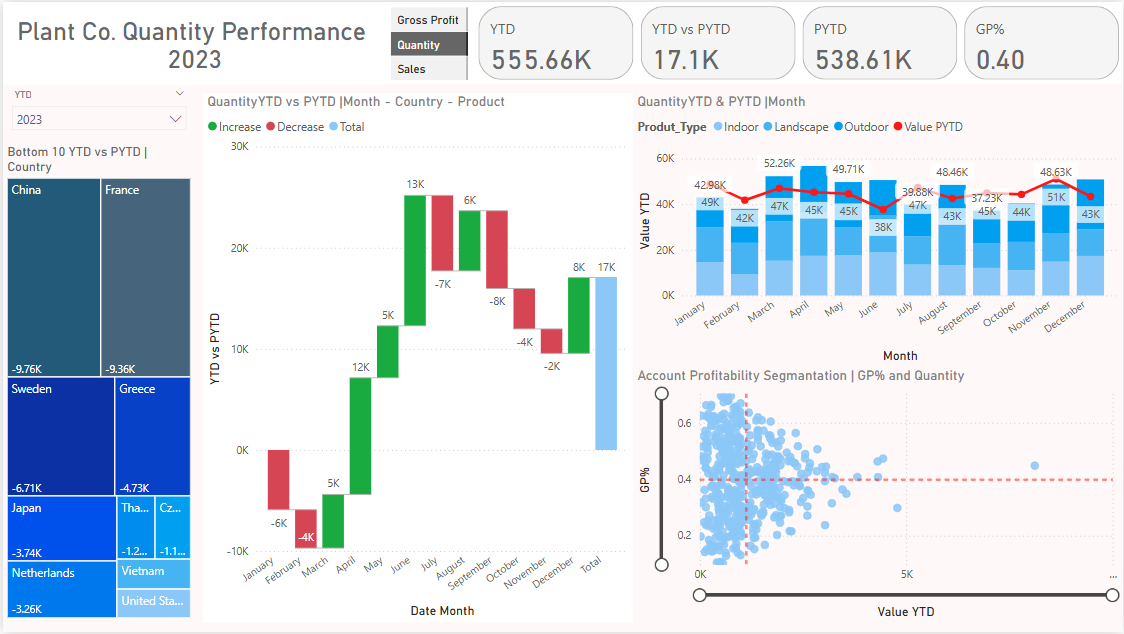 Plant Co. Quantity Performance
2023
Gross Profit
Quantity
Sales
YTD
555.66K
YTD vs PYTD
17.1K
PYTD
538.61K
GP%
0.40
YTD
2023
Bottom 10 YTD vs PYTD |
Country
China
-9.76K
France
-9.36K
Sweden
-6.71K
Greece
-4.73K
Japan
-3.74K
Tha...
-1.2...
Cz...
-1.1...
Netherlands
-3.26K
Vietnam
United Sta...
QuantityYTD vs PYTD |Month - Country - Product
Increase Decrease Total
YTD vs PYTD
30K
20K
10K
0K
-10K
-6K
-4K
5K
12K
5K
13K
-7K
6K
-8K
-4K
-2K
8K
17K
January
February
March
April
May
June
July
August
September
October
November
December
Total
Date Month
QuantityYTD & PYTD |Month
Produt_Type Indoor Landscape Outdoor Value PYTD
Value YTD
60K
40K
20K
0K
42.98K
52.26K
49.71K
39.88K
48.46K
37.23K
48.63K
49K
42K
47K
45K
45K
38K
47K
43K
45K
44K
51K
43K
January
February
March
April
May
June
July
August
September
October
November
December
Month
Account Profitability Segmantation | GP% and Quantity
GP%
0.6
0.4
0.2
0K
5K
...
Value YTD